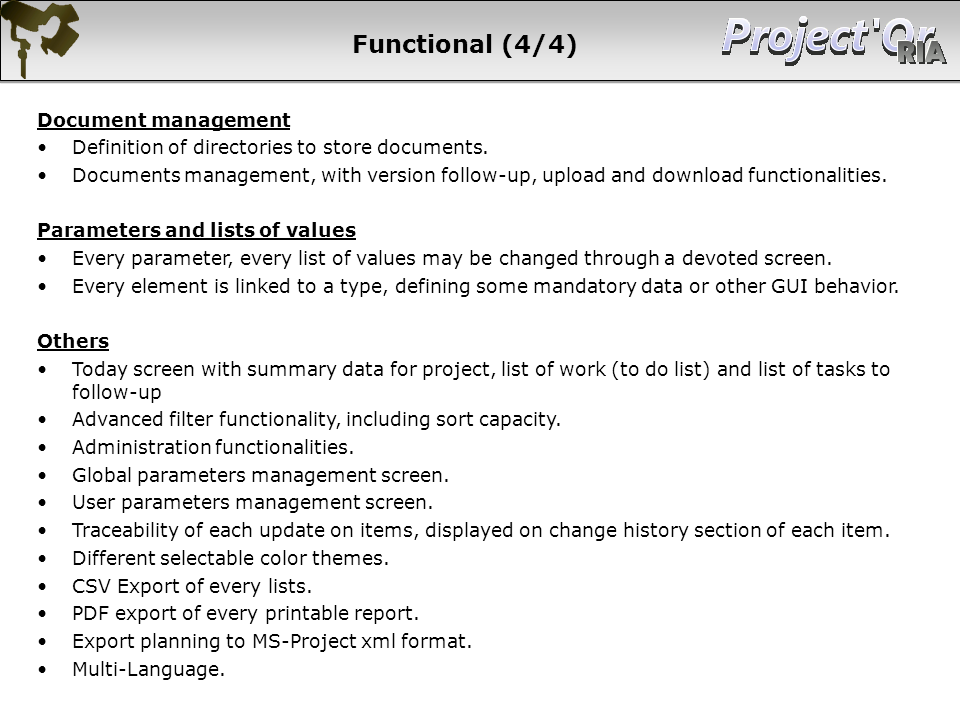 Functional (4/4)
Project'Or
RIA
Document management
• Definition of directories to store documents.
• Documents management, with version follow-up, upload and download functionalities.
Parameters and lists of values
• Every parameter, every list of values may be changed through a devoted screen.
• Every element is linked to a type, defining some mandatory data or other GUI behavior.
Others
• Today screen with summary data for project, list of work (to do list) and list of tasks to
follow-up
• Advanced filter functionality, including sort capacity.
• Administration functionalities.
• Global parameters management screen.
• User parameters management screen.
• Traceability of each update on items, displayed on change history section of each item.
• Different selectable color themes.
• CSV Export of every lists.
• PDF export of every printable report.
• Export planning to MS-Project xml format.
• Multi-Language.